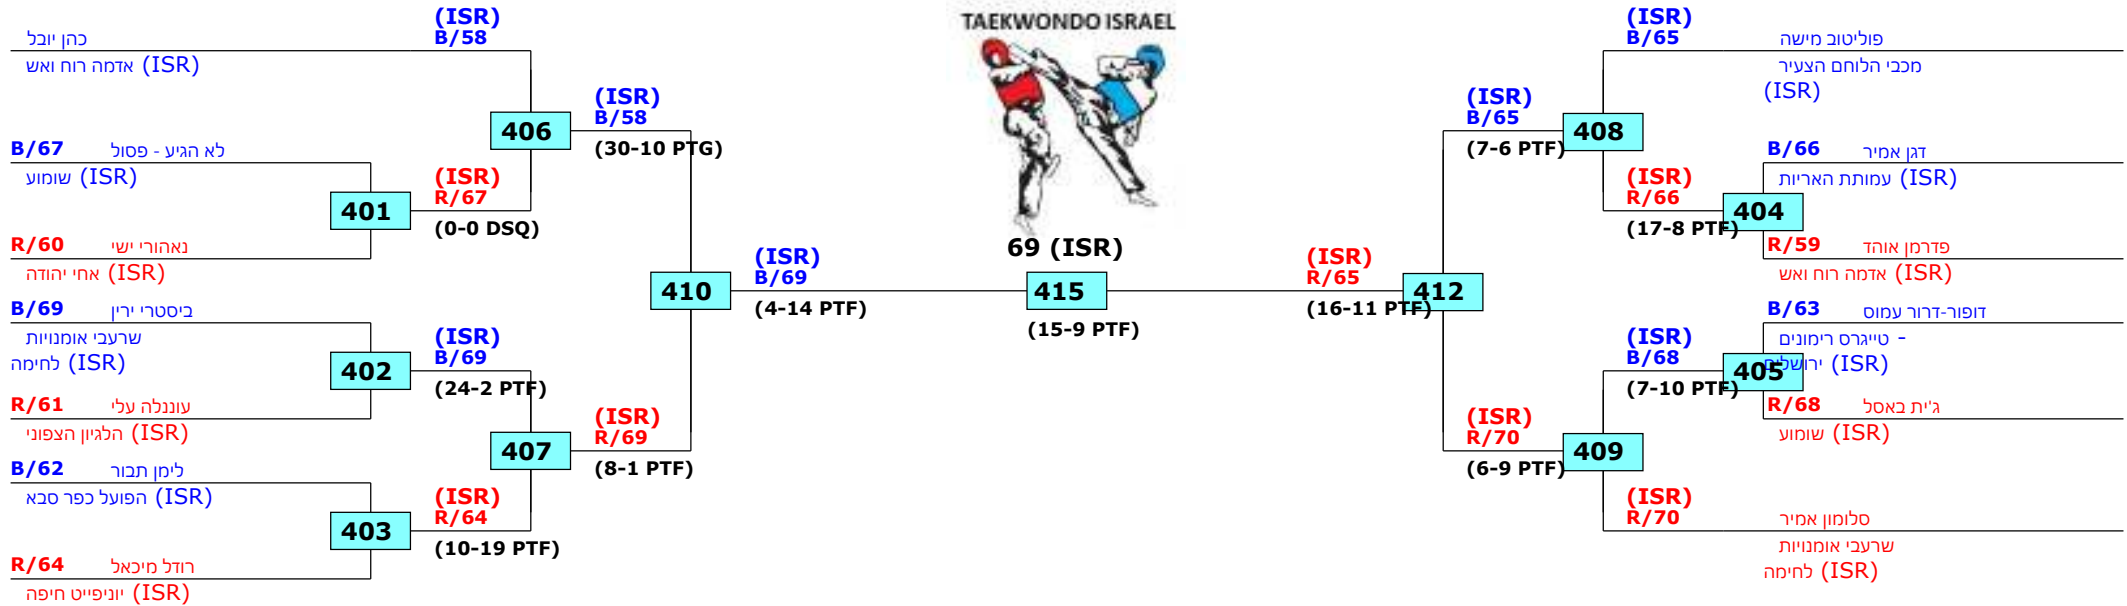 TAEKWONDO ISRAEL
(ISR)
B/58
כהן יובל
אדמה רוח ואש (ISR)
406
(ISR)
B/58
(30-10 PTG)
B/67 לא הגיע - פסול
שומוע (ISR)
401
(ISR)
R/67
(0-0 DSQ)
R/60 נאהורי ישי
אחי יהודה (ISR)
410
(ISR)
B/69
(4-14 PTF)
B/69 ביסטרי ירין
שרעבי אומנויות
לחימה (ISR)
402
(ISR)
B/69
(24-2 PTF)
R/61 עוננלה עלי
הלגיון הצפוני (ISR)
407
(ISR)
R/69
(8-1 PTF)
B/62 לימן תבור
הפועל כפר סבא (ISR)
403
(ISR)
R/64
(10-19 PTF)
R/64 רודל מיכאל
יוניפייט חיפה (ISR)
69 (ISR)
415
(15-9 PTF)
(ISR)
B/65
פוליטוב מישה
מכבי הלוחם הצעיר
(ISR)
(ISR)
B/65
408
(7-6 PTF)
B/66 דגן אמיר
עמותת האריות (ISR)
(ISR)
R/66
404
(17-8 PTF)
R/59 פדרמן אוהד
אדמה רוח ואש (ISR)
(ISR)
R/65
412
(16-11 PTF)
B/63 דופור-דרור עמוס
טייגרס רימונים -
ירושלים (ISR)
(ISR)
B/68
405
(7-10 PTF)
R/68 ג'ית באסל
שומוע (ISR)
(ISR)
R/70
409
(6-9 PTF)
(ISR)
R/70
סלומון אמיר
שרעבי אומנויות
לחימה (ISR)